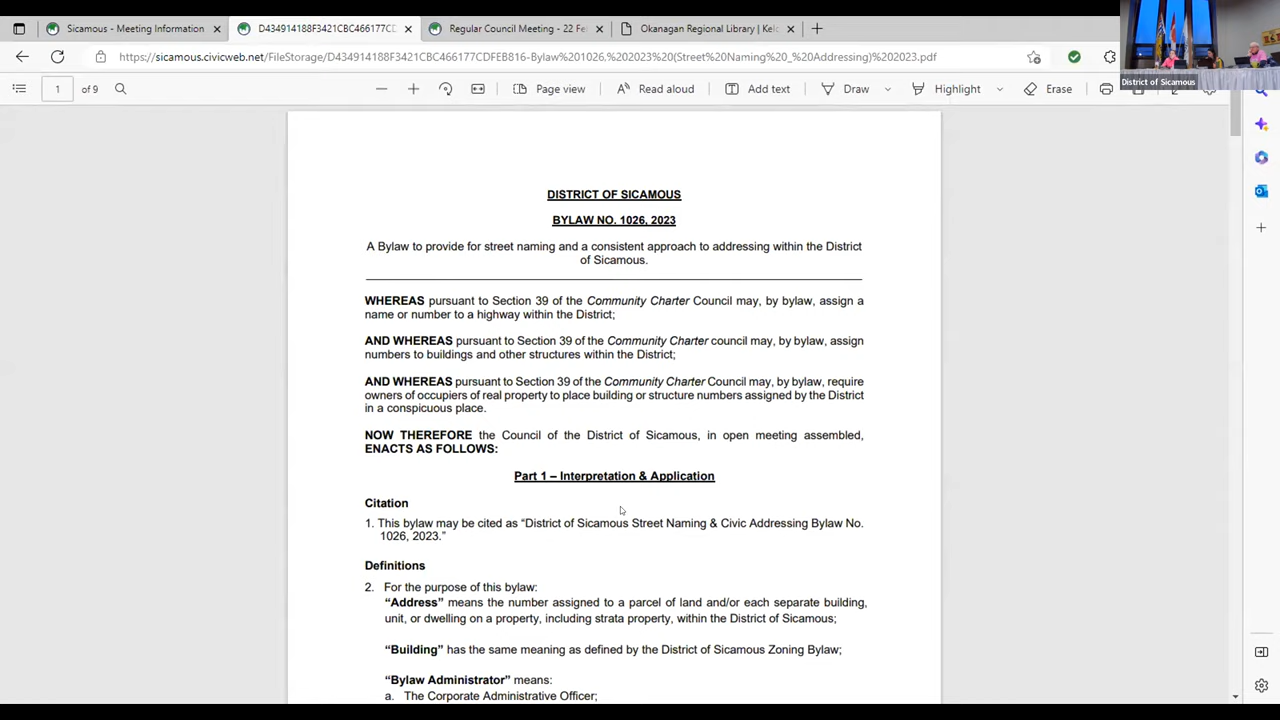 Sicamous - Meeting Information
D434914188F3421CBC466177CD
Regular Council Meeting - 22 Fe
Okanagan Regional Library | Kelo
https://sicamous.civicweb.net/FileStorage/D434914188F3421CBC466177CDFEB816-Bylaw%201026,%202023%20(Street%20Naming%20_%20Addressing)%202023.pdf
District of Sicamous
1 of 9
Page view
Read aloud
Add text
Draw
Highlight
Erase
DISTRICT OF SICAMOUS
BYLAW NO. 1026, 2023
A Bylaw to provide for street naming and a consistent approach to addressing within the District
of Sicamous.
WHEREAS pursuant to Section 39 of the Community Charter Council may, by bylaw, assign a
name or number to a highway within the District;
AND WHEREAS pursuant to Section 39 of the Community Charter council may, by bylaw, assign
numbers to buildings and other structures within the District;
AND WHEREAS pursuant to Section 39 of the Community Charter Council may, by bylaw, require
owners of occupiers of real property to place building or structure numbers assigned by the District
in a conspicuous place.
NOW THEREFORE the Council of the District of Sicamous, in open meeting assembled,
ENACTS AS FOLLOWS:
Part 1 – Interpretation & Application
Citation
1. This bylaw may be cited as “District of Sicamous Street Naming & Civic Addressing Bylaw No.
1026, 2023.”
Definitions
2. For the purpose of this bylaw:
“Address” means the number assigned to a parcel of land and/or each separate building,
unit, or dwelling on a property, including strata property, within the District of Sicamous;
“Building” has the same meaning as defined by the District of Sicamous Zoning Bylaw;
“Bylaw Administrator” means:
a. The Corporate Administrative Officer;